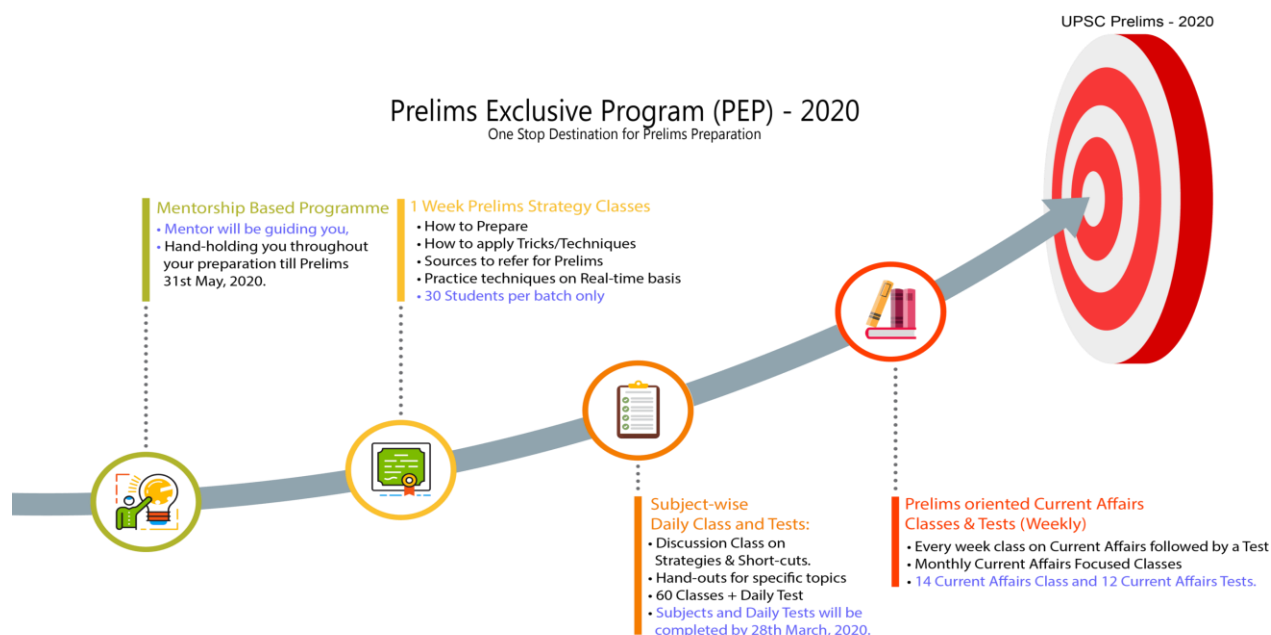 UPSC Prelims - 2020
Prelims Exclusive Program (PEP) - 2020
One Stop Destination for Prelims Preparation
Mentorship Based Programme
• Mentor will be guiding you,
• Hand-holding you throughout
your preparation till Prelims
31st May, 2020.
1 Week Prelims Strategy Classes
• How to Prepare
• How to apply Tricks/Techniques
• Sources to refer for Prelims
• Practice techniques on Real-time basis
• 30 Students per batch only
Subject-wise
Daily Class and Tests:
• Discussion Class on
Strategies & Short-cuts.
• Hand-outs for specific topics
• 60 Classes + Daily Test
• Subjects and Daily Tests will be
completed by 28th March, 2020.
Prelims oriented Current Affairs
Classes & Tests (Weekly)
• Every week class on Current Affairs followed by a Test
• Monthly Current Affairs Focused Classes
• 14 Current Affairs Class and 12 Current Affairs Tests.